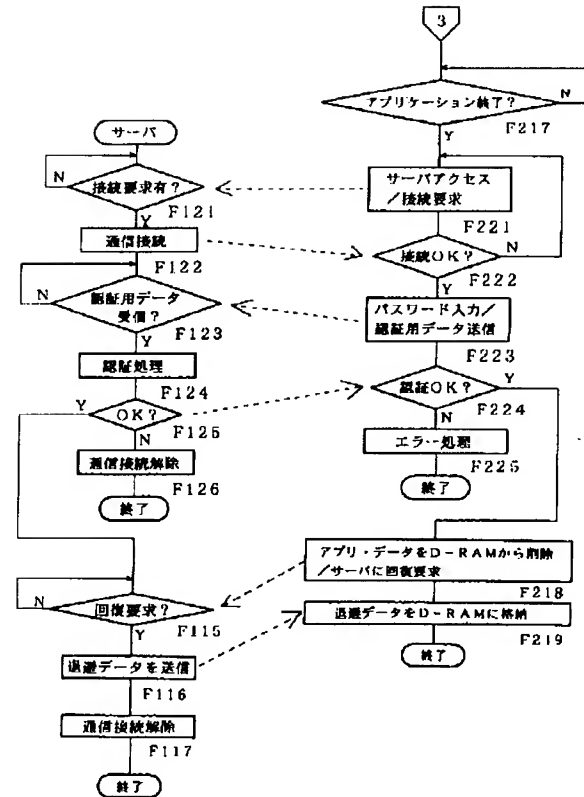 3
アプリケーション終了?
N
F217
Y
サーバ
接続要求有?
N
F121
Y
通信接続
F122
認証用データ
受信?
N
F123
Y
認証処理
F124
OK?
Y
F125
N
通信接続解除
F126
終了
サーバアクセス
/接続要求
F221
接続OK?
N
F222
Y
パスワード入力/
認証用データ送信
F223
認証OK?
Y
F224
N
エラー処理
F225
終了
アプリ・データをD-RAMから削除
/サーバに回復要求
F218
退避データをD-RAMに格納
F219
終了
回復要求?
N
F115
Y
退避データを送信
F116
通信接続解除
F117
終了